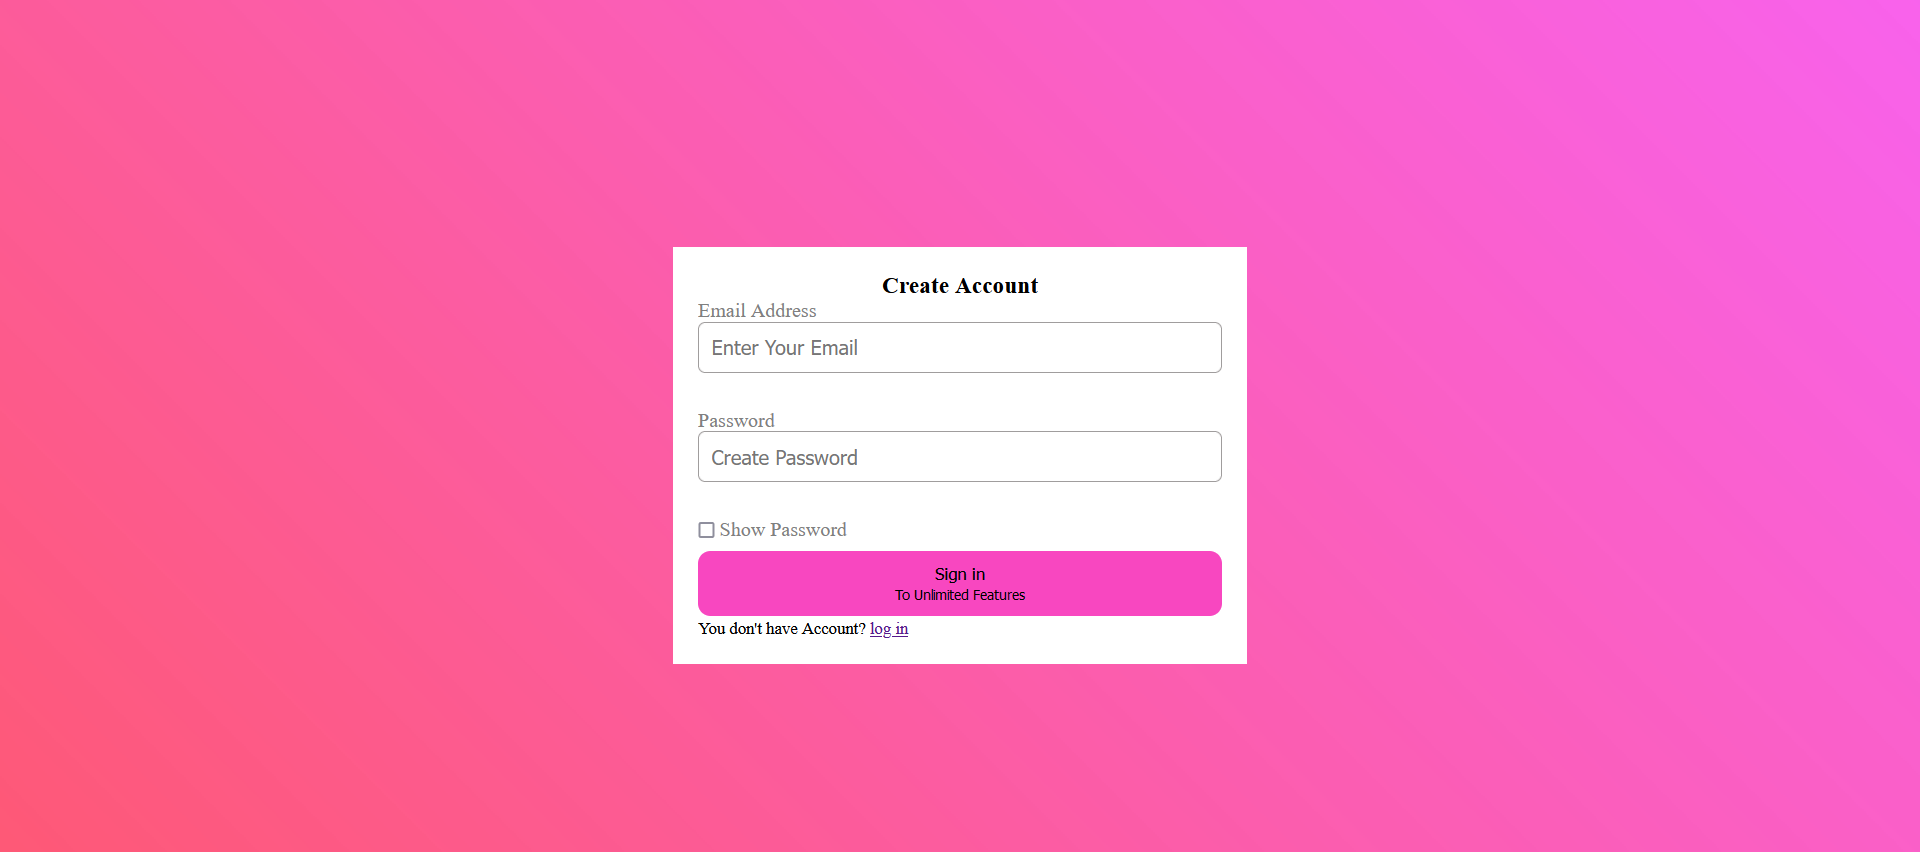 Create Account
Email Address
Enter Your Email
Password
Create Password
Show Password
Sign in
To Unlimited Features
You don't have Account? log in